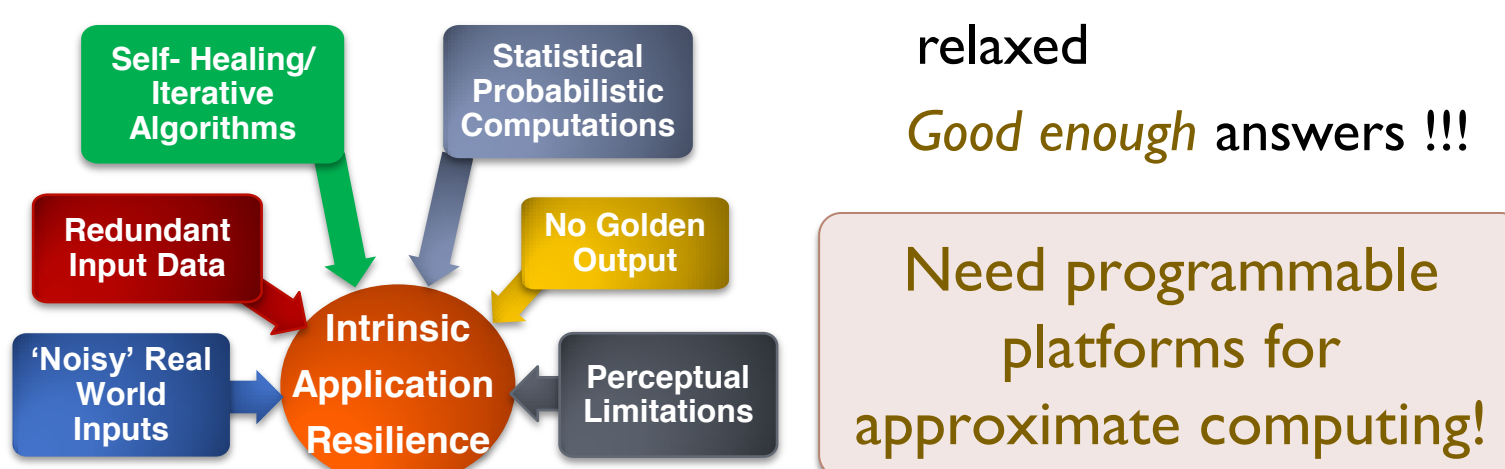 Self- Healing/
Iterative
Algorithms
Statistical
Probabilistic
Computations
Redundant
Input Data
No Golden
Output
‘Noisy’ Real
World
Inputs
Intrinsic
Application
Resilience
Perceptual
Limitations
relaxed
Good enough answers !!!
Need programmable
platforms for
approximate computing!